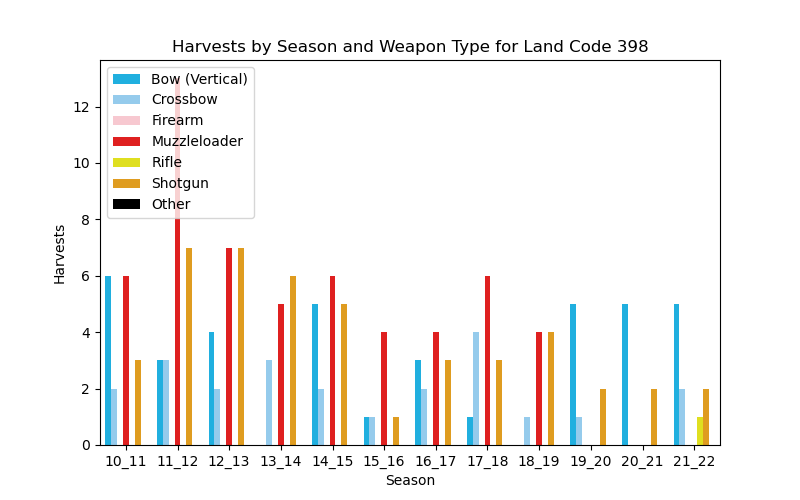 Harvests by Season and Weapon Type for Land Code 398
Bow (Vertical)
Crossbow
Firearm
Muzzleloader
Rifle
Shotgun
Other
12
10
8
6
4
2
0
Harvests
10_11 11_12 12_13 13_14 14_15 15_16 16_17 17_18 18_19 19_20 20_21 21_22
Season